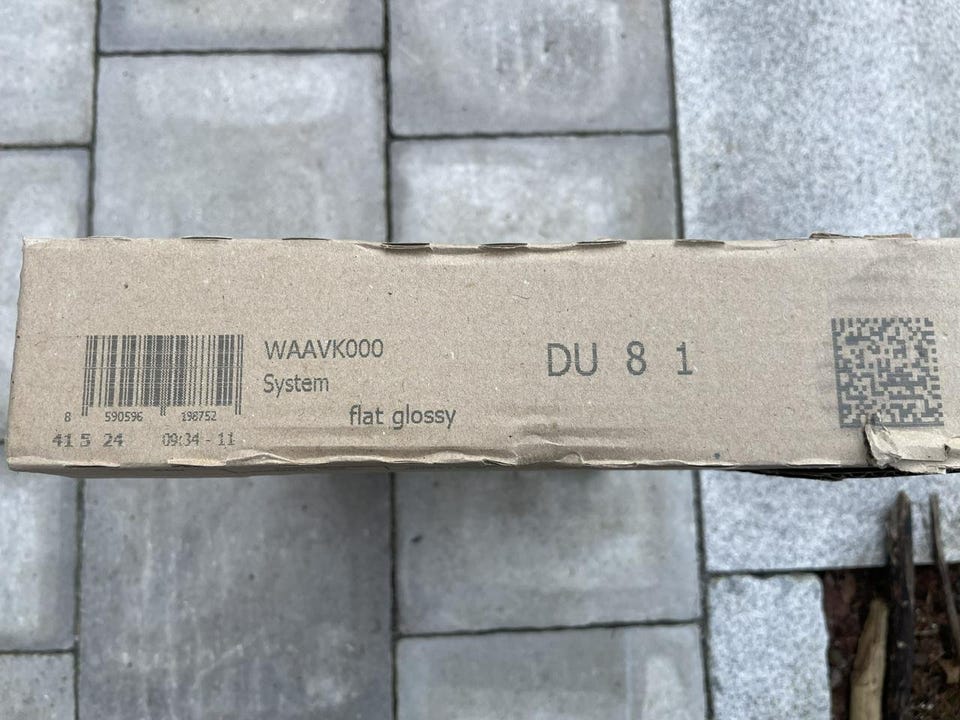 WAAVK000
System
flat glossy
DU 8 1
8 590596 198752
41 5 24 09:34 - 11